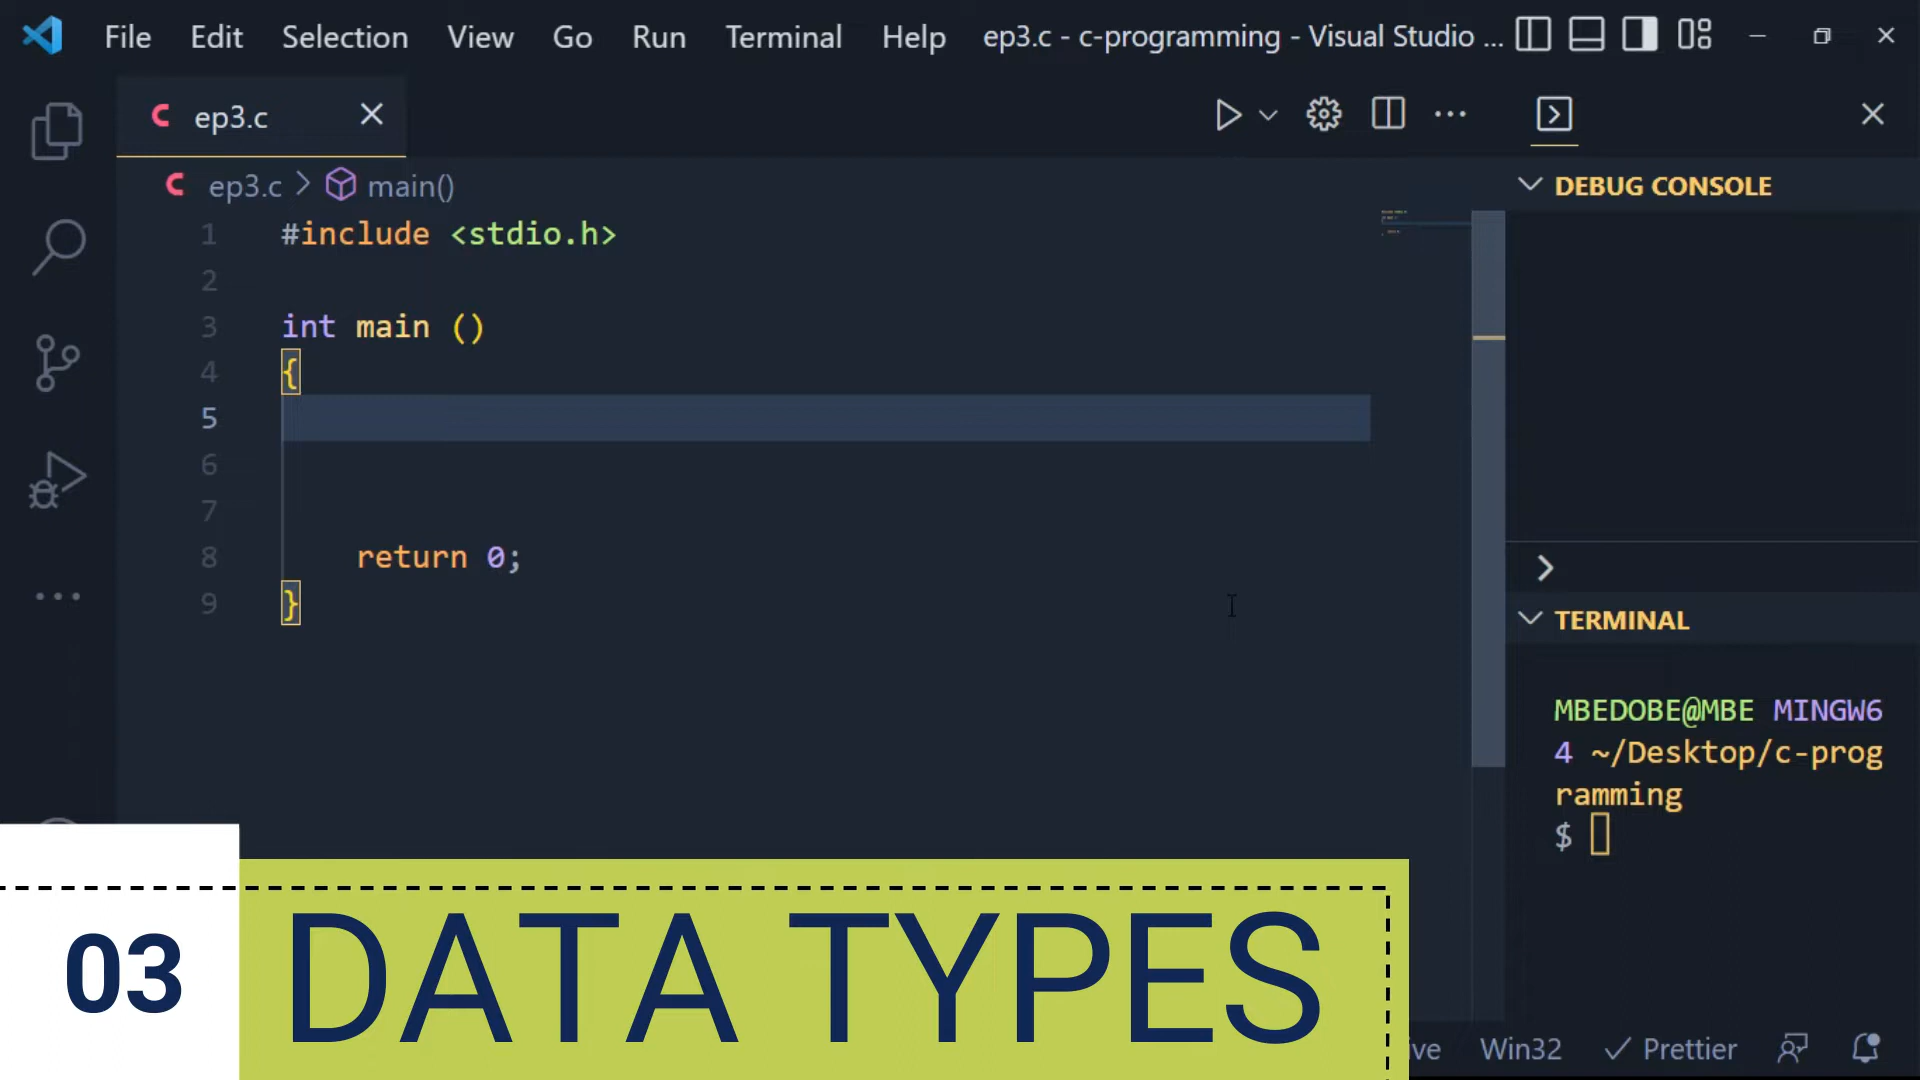 File Edit Selection View Go Run Terminal Help ep3.c - c-programming - Visual Studio ...
ep3.c
ep3.c > main()
DEBUG CONSOLE
1 #include <stdio.h>
2
3 int main ()
4 {
5
6
7
8 return 0;
9 }
TERMINAL
MBEDOBE@MBE MINGW6
4 ~/Desktop/c-prog
ramming
$
03 DATA TYPES
ive Win32 Prettier